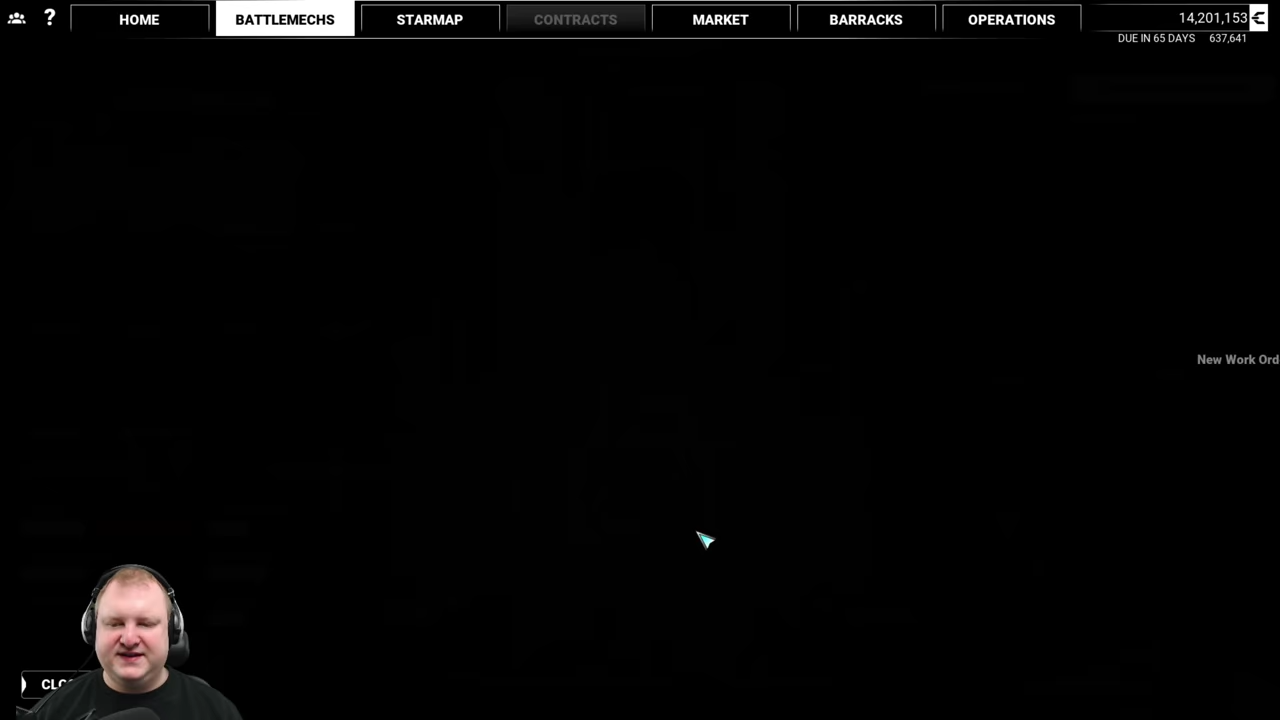 ?
HOME
BATTLEMECHS
STARMAP
CONTRACTS
MARKET
BARRACKS
OPERATIONS
14,201,153
DUE IN 65 DAYS 637,641
New Work Ord